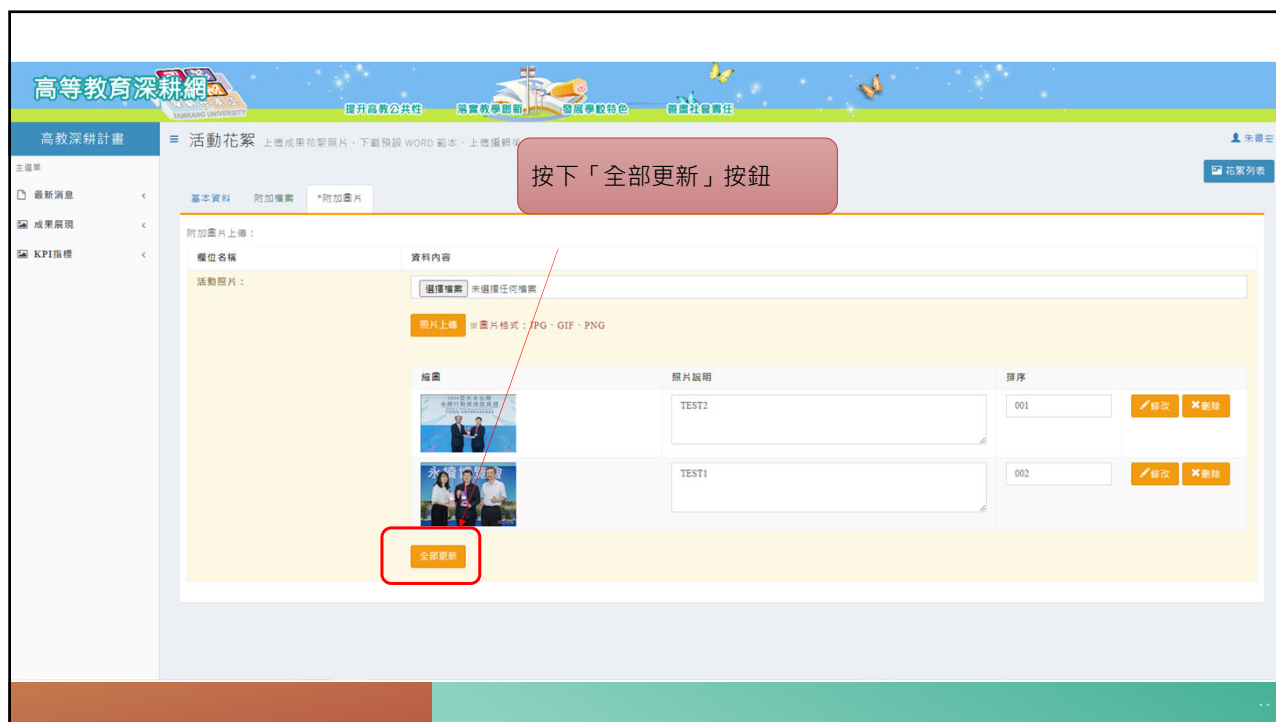 高等教育深耕網
TAMKANG UNIVERSITY
提升高教公共性 落實教學創新 發展學校特色 善盡社會責任
高教深耕計畫
活動花絮 上傳成果花絮照片、下載預設 WORD 範本、上傳編輯後
按下「全部更新」按鈕
花絮列表
主選單
最新消息
成果展現
KPI指標
基本資料 附加檔案 *附加圖片
附加圖片上傳：
欄位名稱 資料內容
活動照片：
選擇檔案 未選擇任何檔案
照片上傳 ※圖片格式：JPG、GIF、PNG
縮圖 照片說明 排序
TEST2 001 修改 刪除
TEST1 002 修改 刪除
全部更新